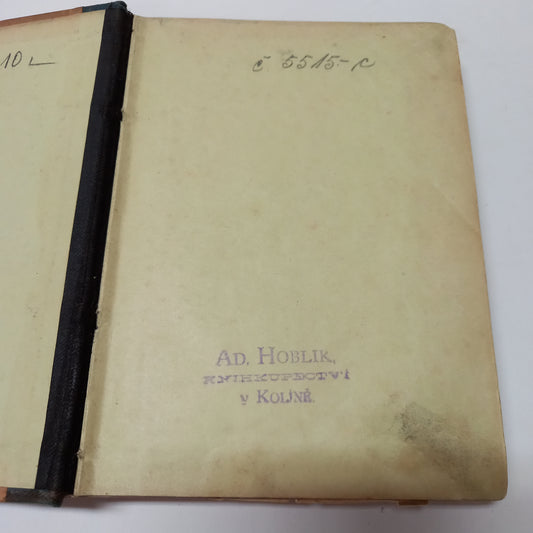 10
č 5515-
AD. HOBLIK,
KNIHKUPECTVÍ
v KOLÍNĚ.